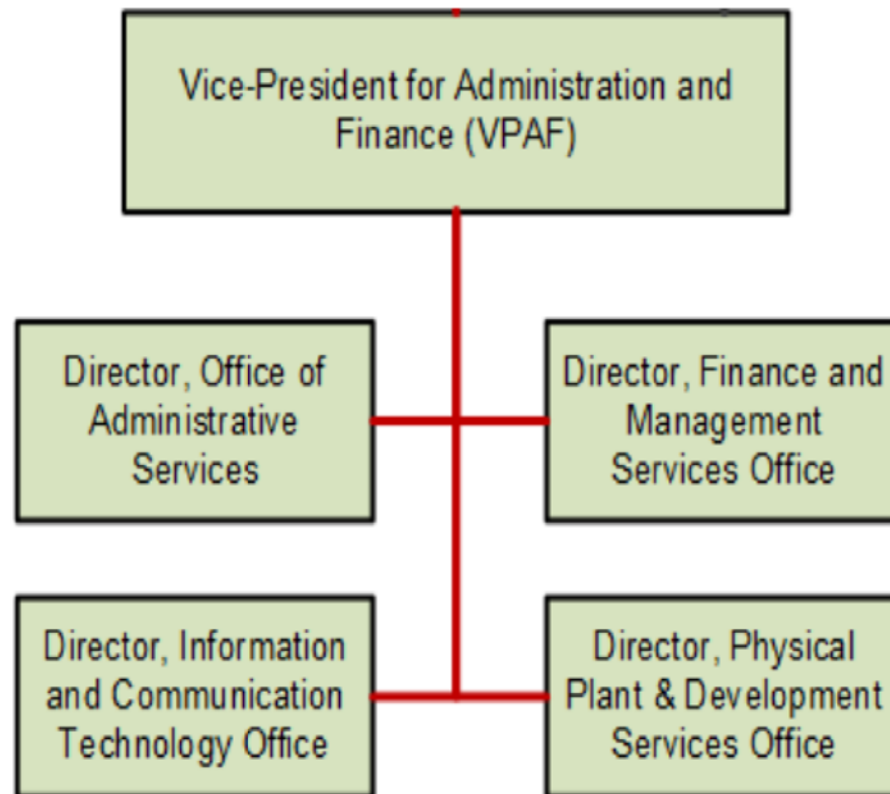 Vice-President for Administration and
Finance (VPAF)
Director, Office of
Administrative
Services
Director, Finance and
Management
Services Office
Director, Information
and Communication
Technology Office
Director, Physical
Plant & Development
Services Office